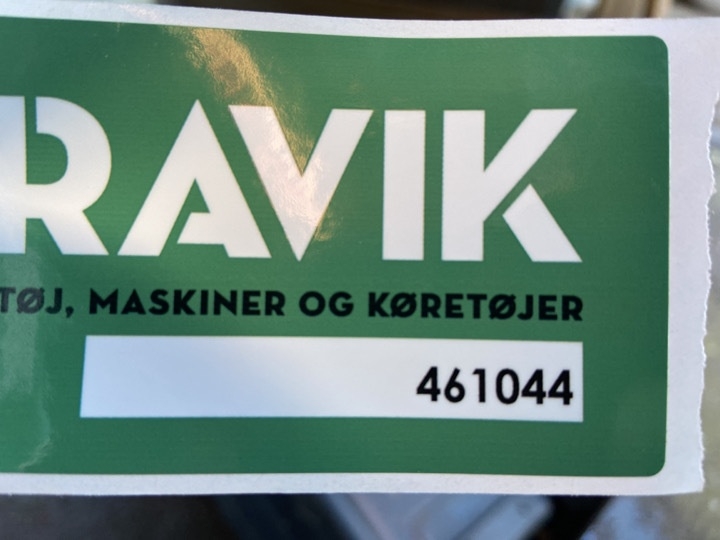 RAVIK
TØJ, MASKINER OG KØRETØJER
461044